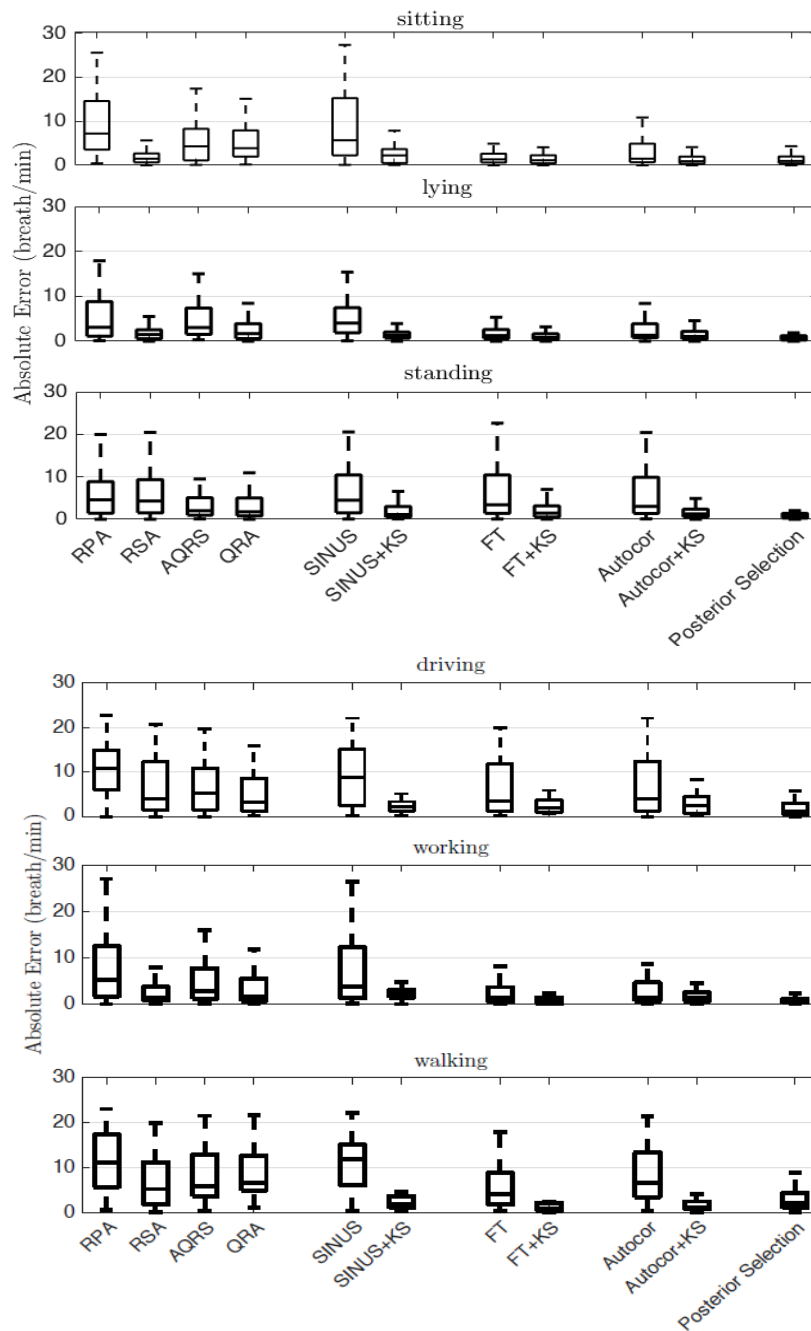 sitting
30
20
10
0
lying
30
20
10
0
standing
30
20
10
0
Absolute Error (breath/min)
RPA
RSA
AQRS
QRA
SINUS
SINUS+KS
FT
FT+KS
Autocor
Autocor+KS
Posterior Selection
driving
30
20
10
0
working
30
20
10
0
walking
30
20
10
0
Absolute Error (breath/min)
RPA
RSA
AQRS
QRA
SINUS
SINUS+KS
FT
FT+KS
Autocor
Autocor+KS
Posterior Selection